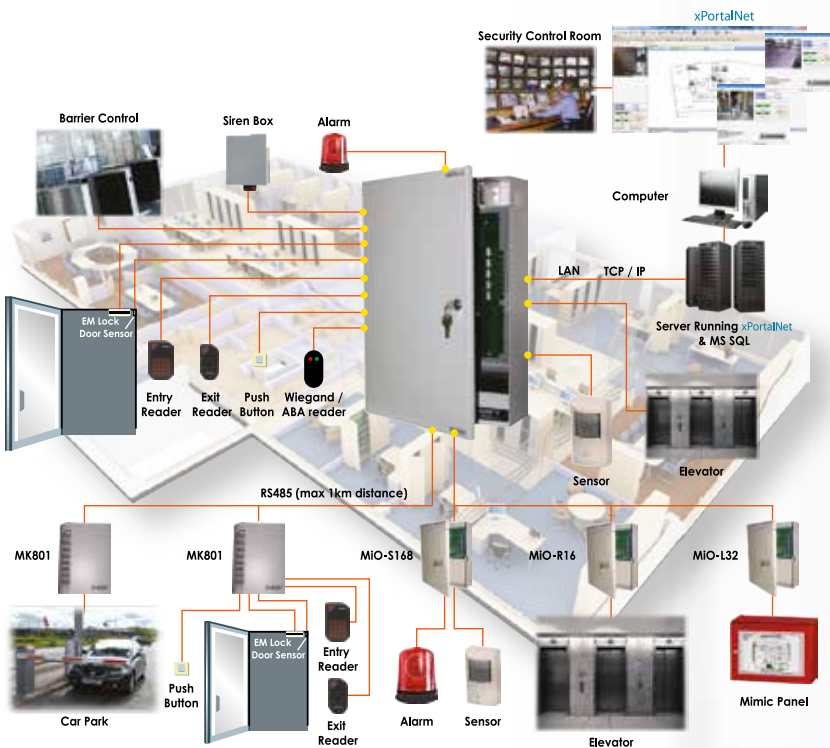 xPortalNet
Security Control Room
Barrier Control
Siren Box
Alarm
Computer
LAN
TCP / IP
Server Running xPortalNet
& MS SQL
EM Lock
Door Sensor
Entry
Reader
Exit
Reader
Push
Button
Wiegand /
ABA reader
Sensor
Elevator
RS485 (max 1km distance)
MK801
MK801
MiO-S168
MiO-R16
MiO-L32
Car Park
Push
Button
EM Lock
Door Sensor
Entry
Reader
Exit
Reader
Alarm
Sensor
Elevator
Mimic Panel